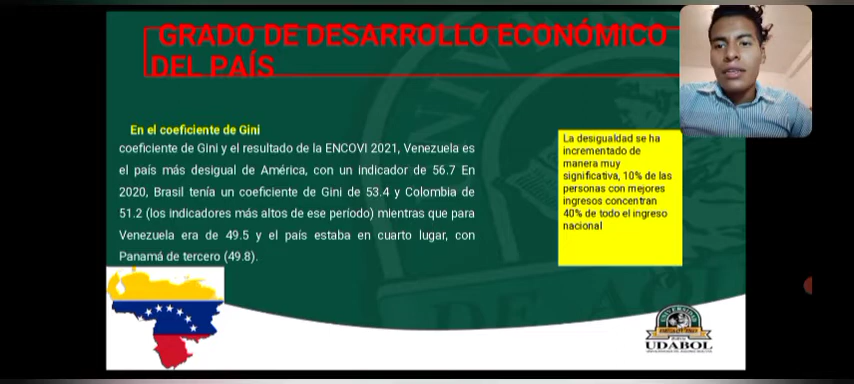 GRADO DE DESARROLLO ECONÓMICO
DEL PAÍS
En el coeficiente de Gini
coeficiente de Gini y el resultado de la ENCOVI 2021, Venezuela es
el país más desigual de América, con un indicador de 56.7 En
2020, Brasil tenía un coeficiente de Gini de 53.4 y Colombia de
51.2 (los indicadores más altos de ese período) mientras que para
Venezuela era de 49.5 y el país estaba en cuarto lugar, con
Panamá de tercero (49.8).
La desigualdad se ha
incrementado de
manera muy
significativa, 10% de las
personas con mejores
ingresos concentran
40% de todo el ingreso
nacional
UDABOL